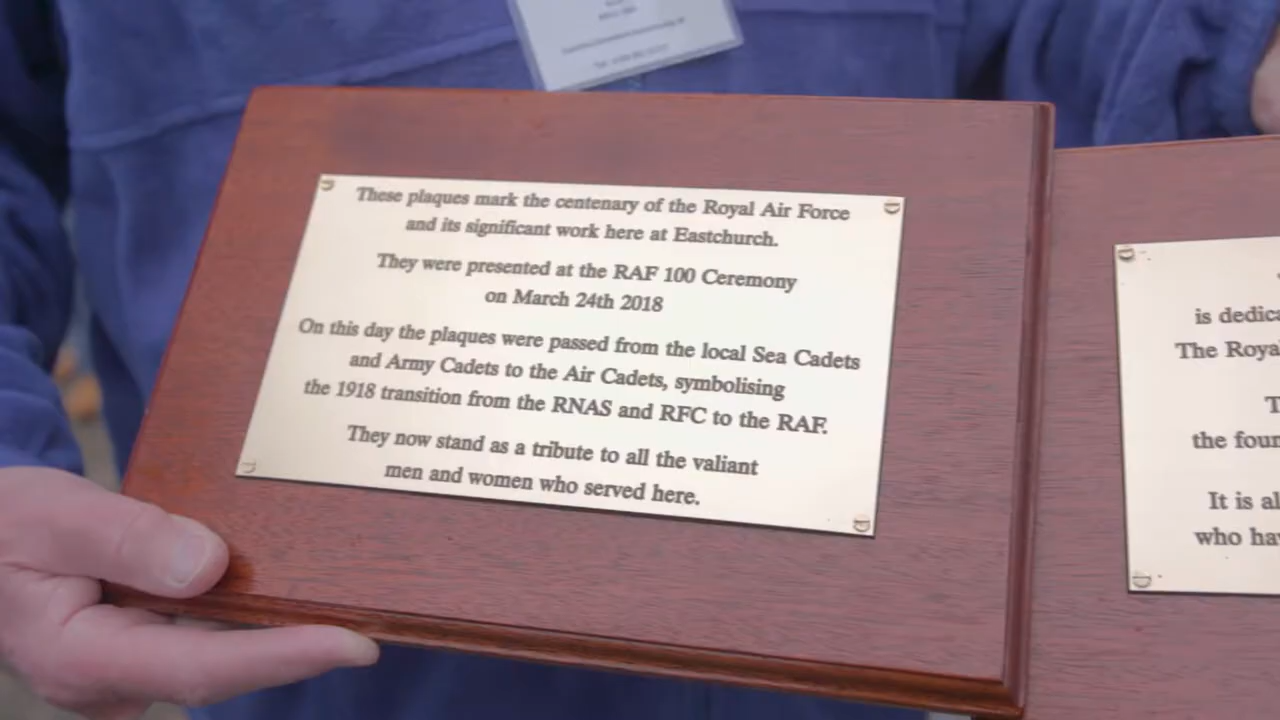 These plaques mark the centenary of the Royal Air Force
and its significant work here at Eastchurch.
They were presented at the RAF 100 Ceremony
on March 24th 2018
On this day the plaques were passed from the local Sea Cadets
and Army Cadets to the Air Cadets, symbolising
the 1918 transition from the RNAS and RFC to the RAF.
They now stand as a tribute to all the valiant
men and women who served here.
is
The
the
It is
who